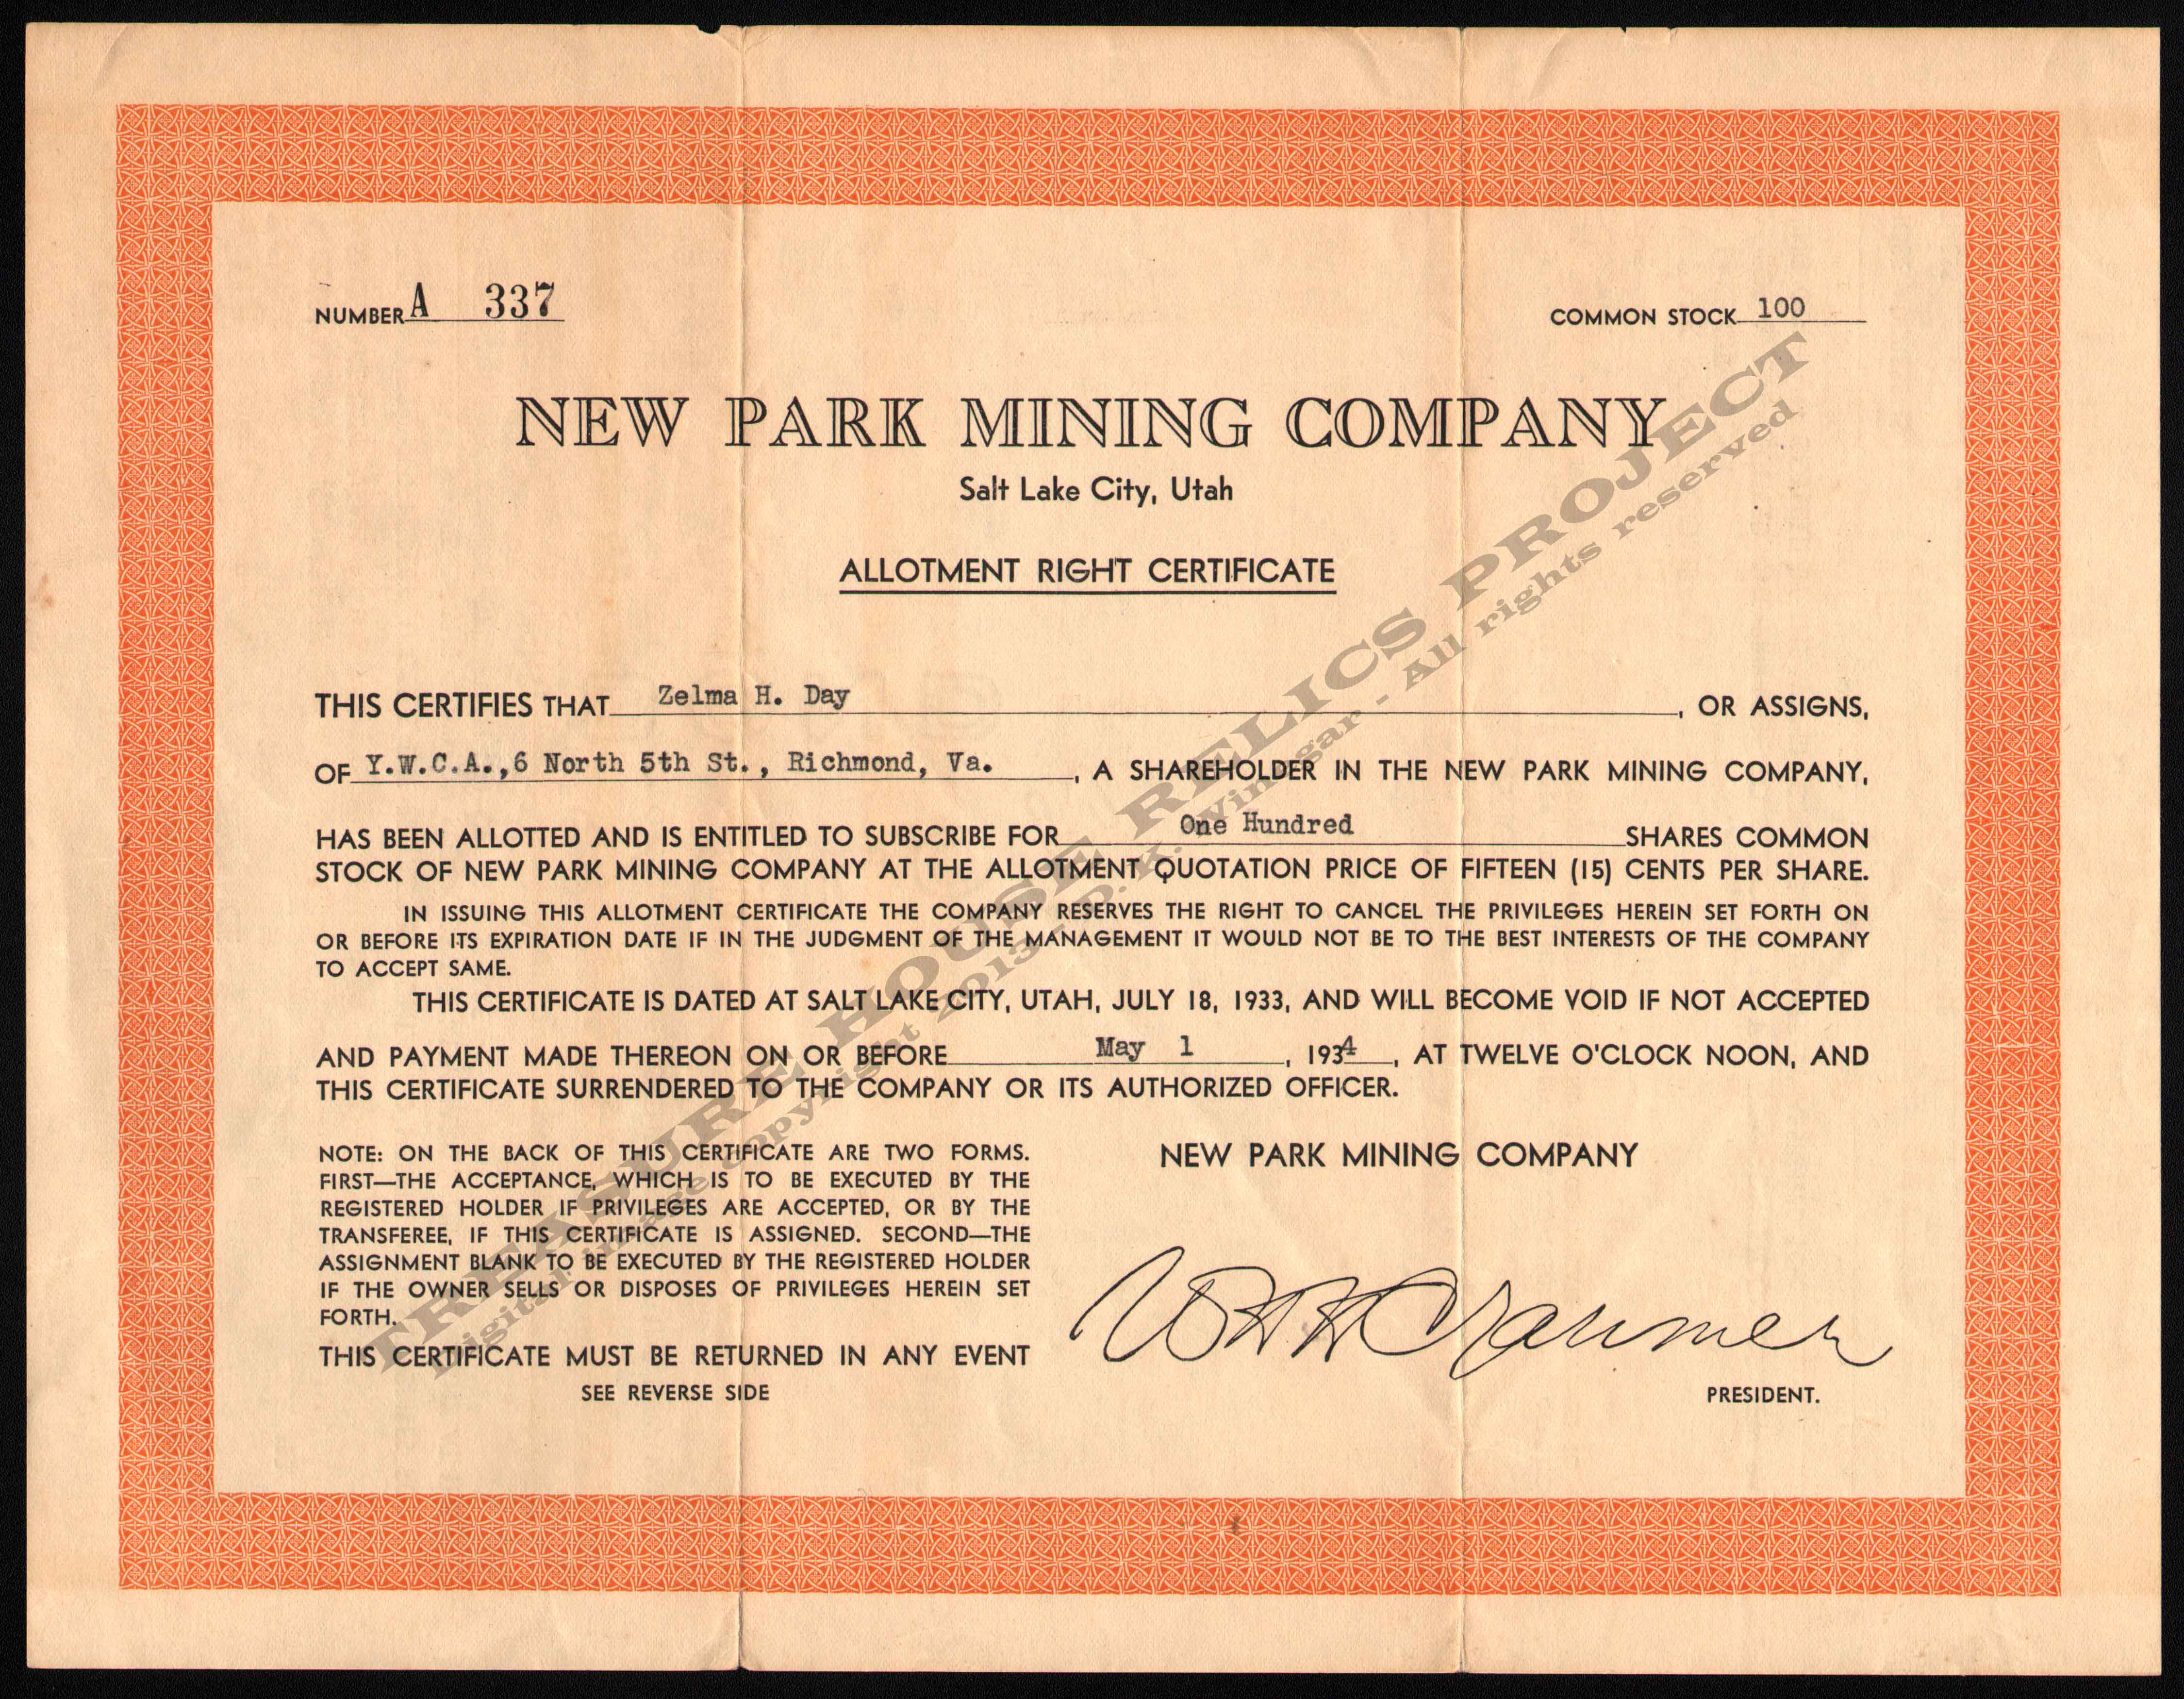 NUMBER A 337
COMMON STOCK 100
NEW PARK MINING COMPANY
Salt Lake City, Utah
ALLOTMENT RIGHT CERTIFICATE
THIS CERTIFIES THAT Zelma H. Day, OR ASSIGNS,
OF Y.W.C.A.,6 North 5th St., Richmond, Va., A SHAREHOLDER IN THE NEW PARK MINING COMPANY,
HAS BEEN ALLOTTED AND IS ENTITLED TO SUBSCRIBE FOR One Hundred SHARES COMMON
STOCK OF NEW PARK MINING COMPANY AT THE ALLOTMENT QUOTATION PRICE OF FIFTEEN (15) CENTS PER SHARE.
IN ISSUING THIS ALLOTMENT CERTIFICATE THE COMPANY RESERVES THE RIGHT TO CANCEL THE PRIVILEGES HEREIN SET FORTH ON
OR BEFORE ITS EXPIRATION DATE IF IN THE JUDGMENT OF THE MANAGEMENT IT WOULD NOT BE TO THE BEST INTERESTS OF THE COMPANY
TO ACCEPT SAME.
THIS CERTIFICATE IS DATED AT SALT LAKE CITY, UTAH, JULY 18, 1933, AND WILL BECOME VOID IF NOT ACCEPTED
AND PAYMENT MADE THEREON ON OR BEFORE May 1, 1934, AT TWELVE O'CLOCK NOON, AND
THIS CERTIFICATE SURRENDERED TO THE COMPANY OR ITS AUTHORIZED OFFICER.
NOTE: ON THE BACK OF THIS CERTIFICATE ARE TWO FORMS.
FIRST—THE ACCEPTANCE, WHICH IS TO BE EXECUTED BY THE
REGISTERED HOLDER IF PRIVILEGES ARE ACCEPTED, OR BY THE
TRANSFEREE, IF THIS CERTIFICATE IS ASSIGNED. SECOND—THE
ASSIGNMENT BLANK TO BE EXECUTED BY THE REGISTERED HOLDER
IF THE OWNER SELLS OR DISPOSES OF PRIVILEGES HEREIN SET
FORTH.
THIS CERTIFICATE MUST BE RETURNED IN ANY EVENT
SEE REVERSE SIDE
NEW PARK MINING COMPANY
PRESIDENT.
TREASURE HOUSE RELICS PROJECT
Digital image copyright 2013 - D. K. Winegar - All rights reserved